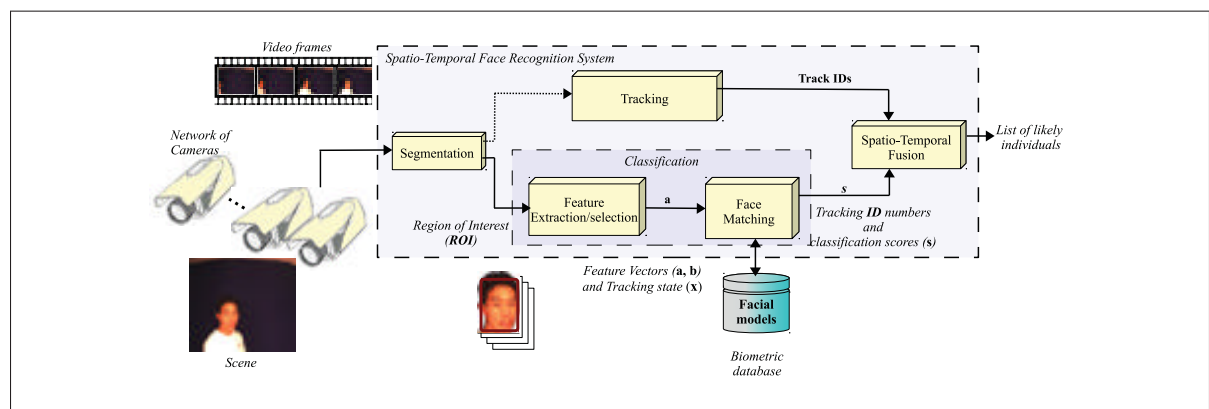 Video frames
Spatio-Temporal Face Recognition System
Track IDs
Tracking
Network of
Cameras
Segmentation
Spatio-Temporal
Fusion
List of likely
individuals
Classification
Feature
Extraction/selection
a
Face
Matching
s
Region of Interest
(ROI)
Tracking ID numbers
and
classification scores (s)
Feature Vectors (a, b)
and Tracking state (x)
Facial
models
Scene
Biometric
database